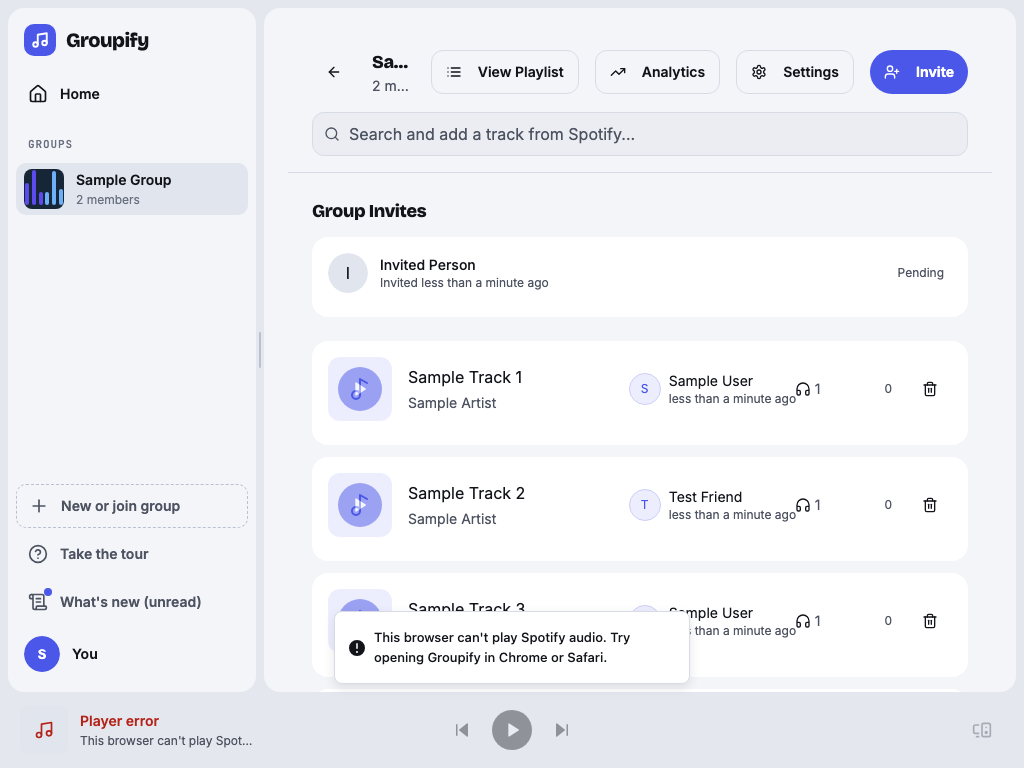 Groupify
Home
GROUPS
Sample Group
2 members
New or join group
Take the tour
What's new (unread)
S
You
Sa...
2 m...
View Playlist
Analytics
Settings
Invite
Search and add a track from Spotify...
Group Invites
I
Invited Person
Invited less than a minute ago
Pending
Sample Track 1
Sample Artist
S
Sample User
less than a minute ago
1
0
Sample Track 2
Sample Artist
T
Test Friend
less than a minute ago
1
0
Sample Track 3
Sample User
than a minute ago
1
0
This browser can't play Spotify audio. Try
opening Groupify in Chrome or Safari.
Player error
This browser can't play Spot...